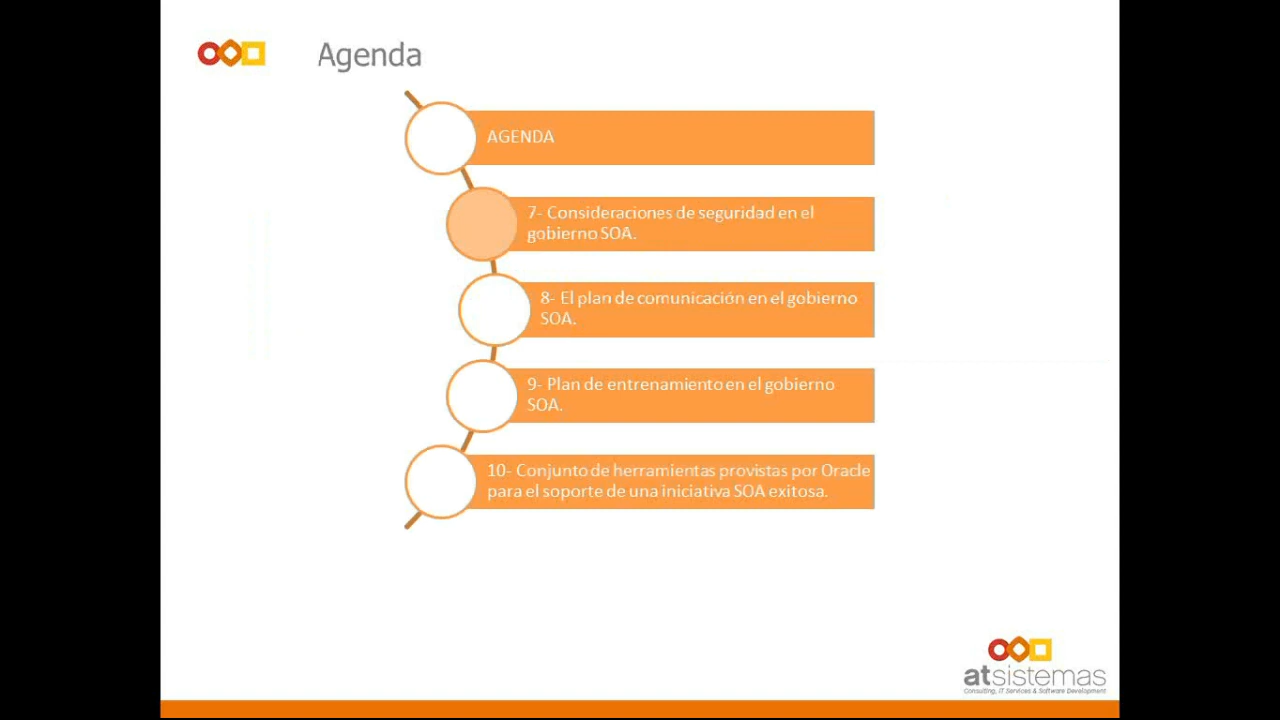 Agenda
AGENDA
7- Consideraciones de seguridad en el
gobierno SOA.
8- El plan de comunicación en el gobierno
SOA.
9- Plan de entrenamiento en el gobierno
SOA.
10- Conjunto de herramientas provistas por Oracle
para el soporte de una iniciativa SOA exitosa.
atsistemas
Consulting, IT Services & Software Development